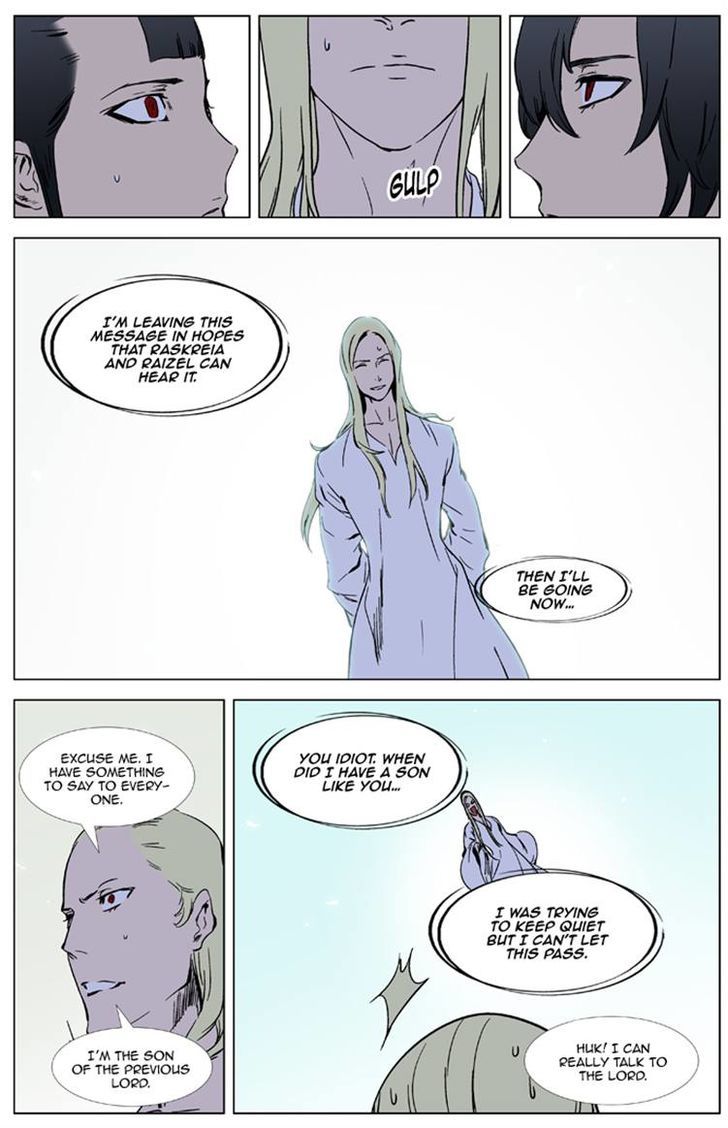 GULP
I'M LEAVING THIS
MESSAGE IN HOPES
THAT RASKREIA
AND RAIZEL CAN
HEAR IT.
THEN I'LL
BE GOING
NOW...
EXCUSE ME. I
HAVE SOMETHING
TO SAY TO EVERY-
ONE.
I'M THE SON
OF THE PREVIOUS
LORD.
YOU IDIOT. WHEN
DID I HAVE A SON
LIKE YOU...
I WAS TRYING
TO KEEP QUIET
BUT I CAN'T LET
THIS PASS.
HUK! I CAN
REALLY TALK TO
THE LORD.